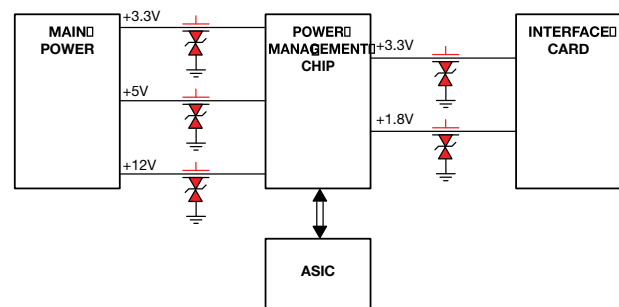 MAIN
POWER
+3.3V
+5V
+12V
POWER
MANAGEMENT
CHIP
+3.3V
+1.8V
INTERFACE
CARD
ASIC